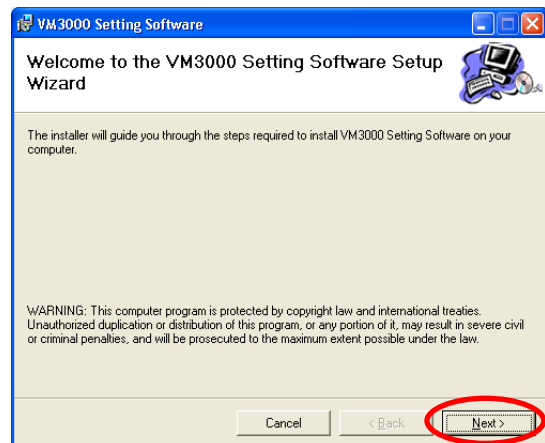 VM3000 Setting Software
Welcome to the VM3000 Setting Software Setup
Wizard
The installer will guide you through the steps required to install VM3000 Setting Software on your
computer.
WARNING: This computer program is protected by copyright law and international treaties.
Unauthorized duplication or distribution of this program, or any portion of it, may result in severe civil
or criminal penalties, and will be prosecuted to the maximum extent possible under the law.
Cancel
< Back
Next >